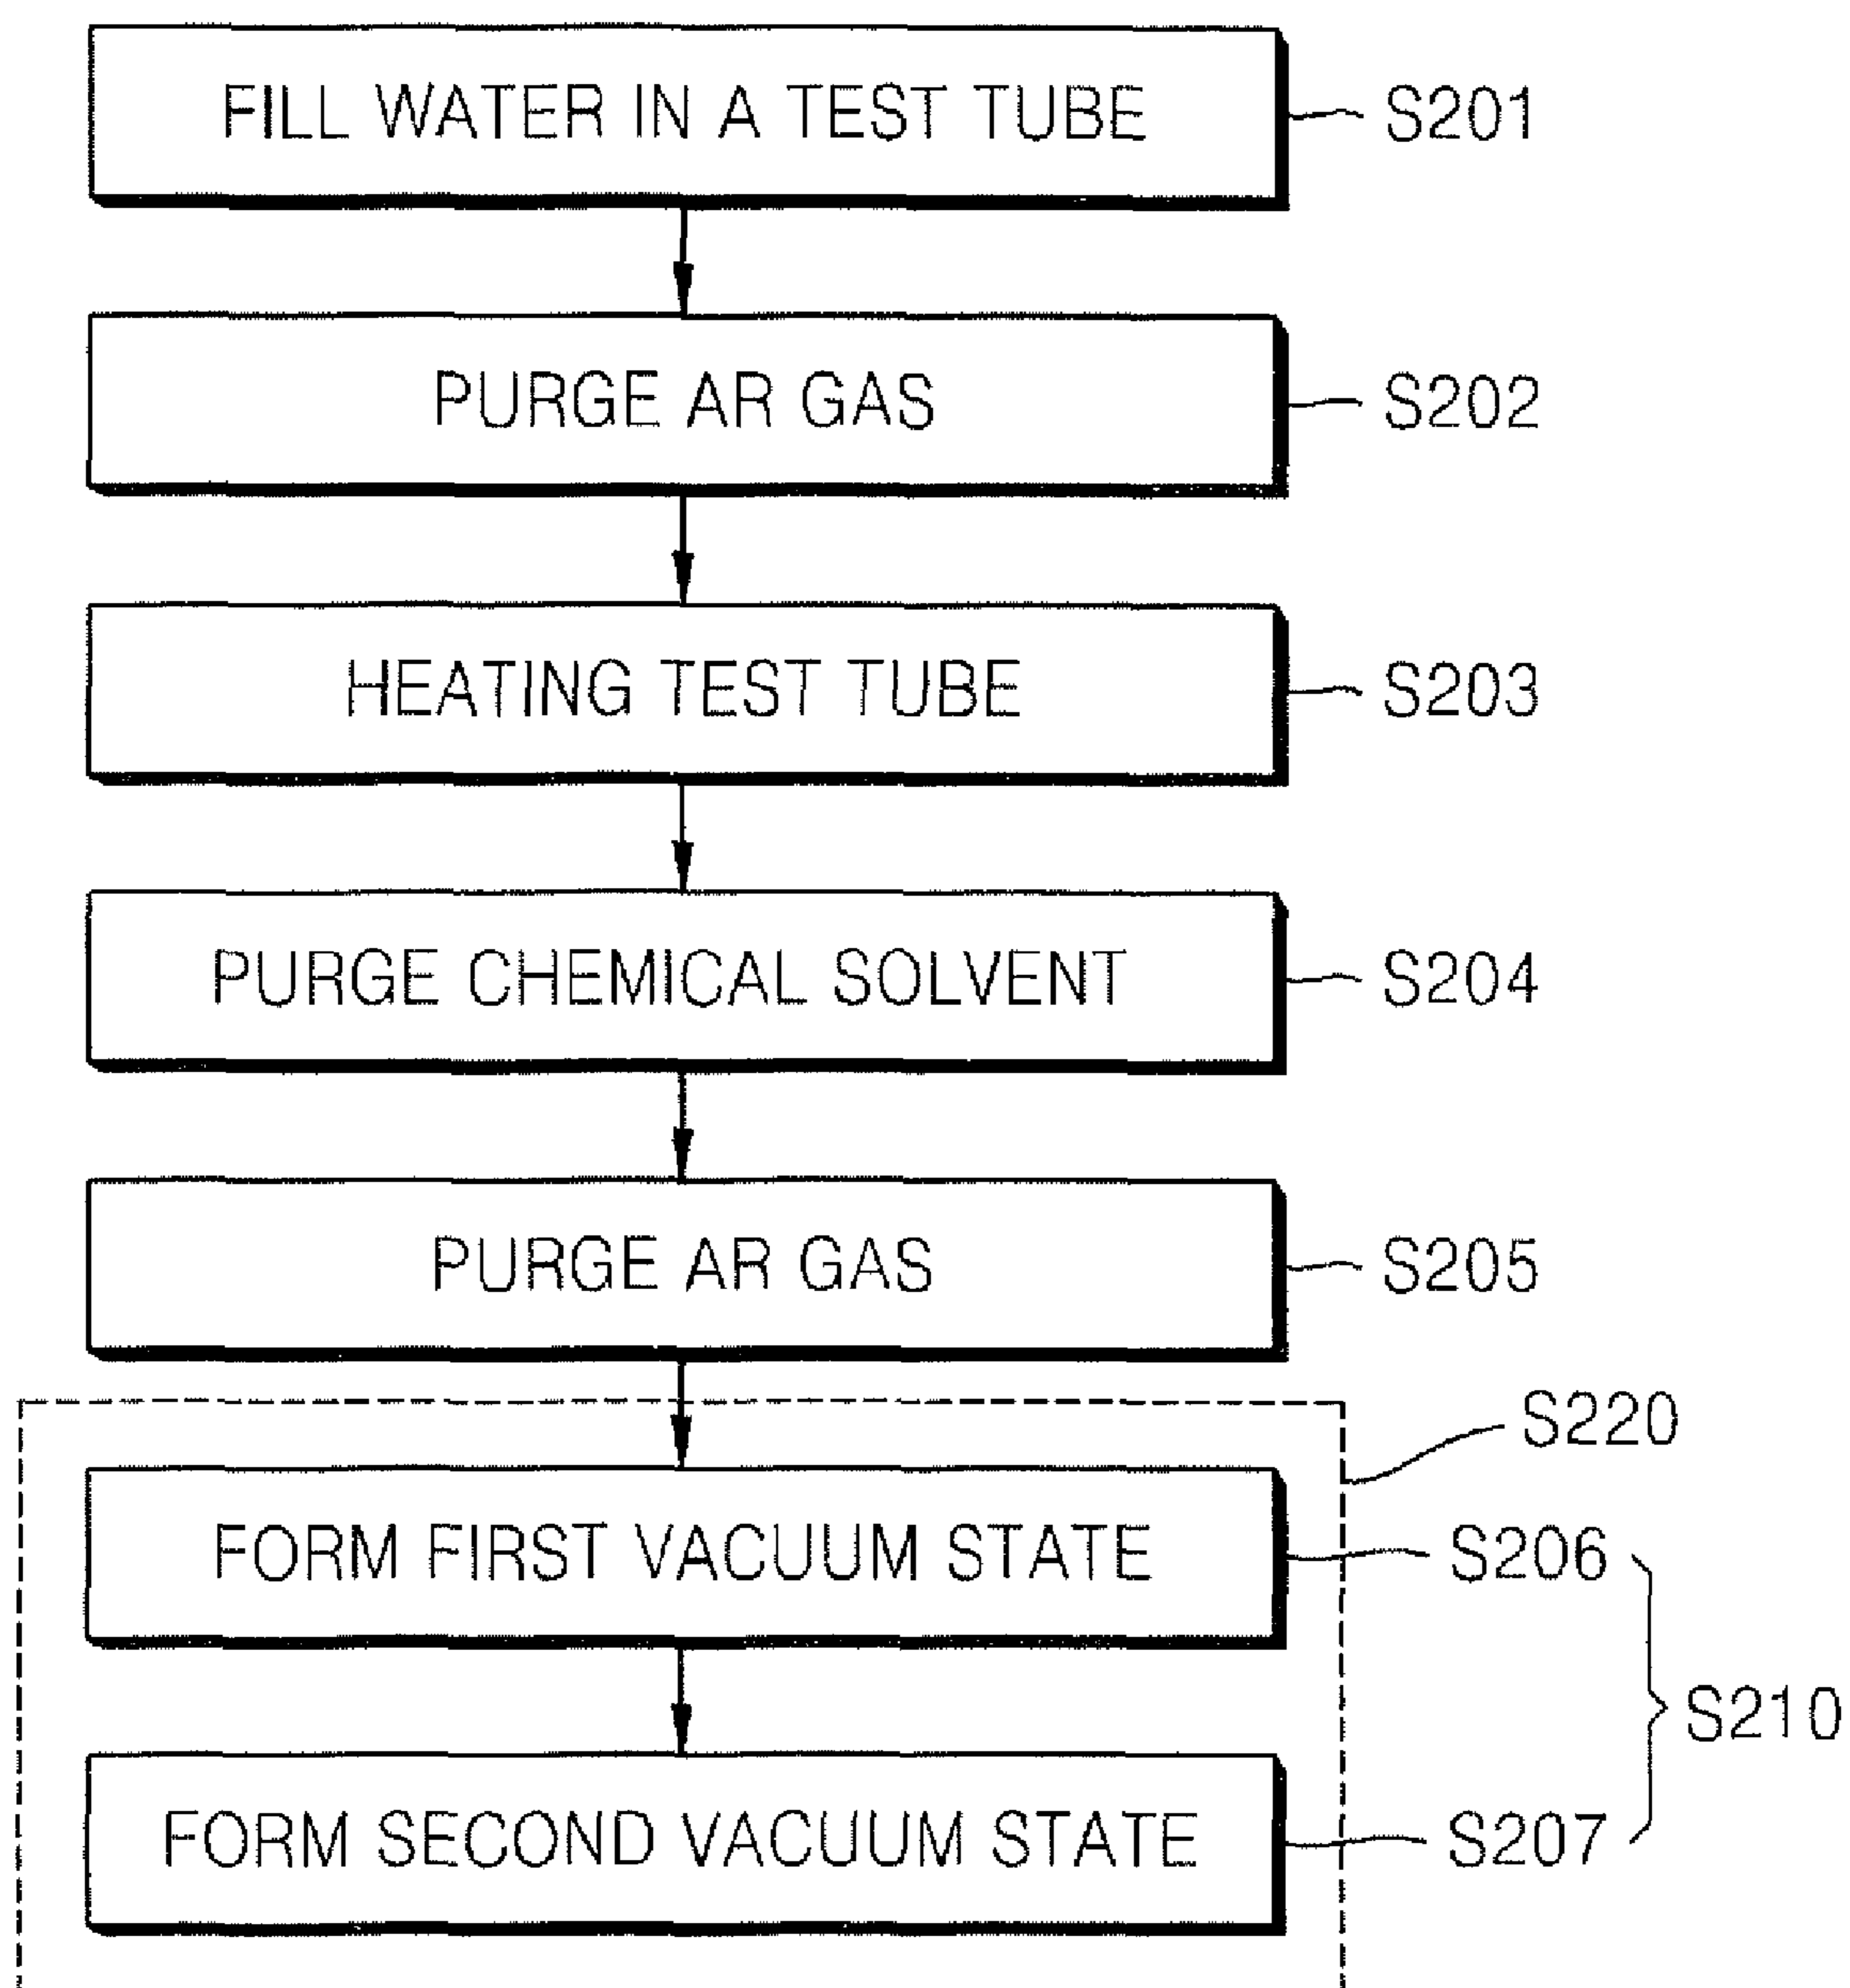 FILL WATER IN A TEST TUBE S201
PURGE AR GAS S202
HEATING TEST TUBE S203
PURGE CHEMICAL SOLVENT S204
PURGE AR GAS S205
S220
FORM FIRST VACUUM STATE S206
S210
FORM SECOND VACUUM STATE S207